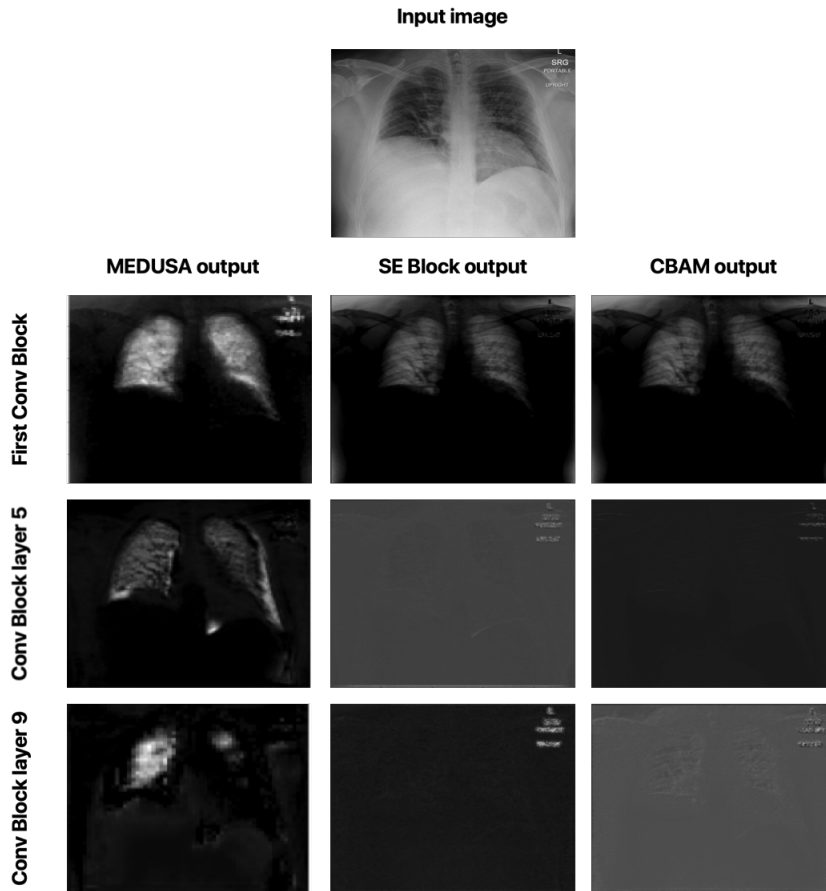 Input image
L
SRG
PORTABLE
UPRIGHT
MEDUSA output
SE Block output
CBAM output
First Conv Block
L
L
Conv Block layer 5
Conv Block layer 9